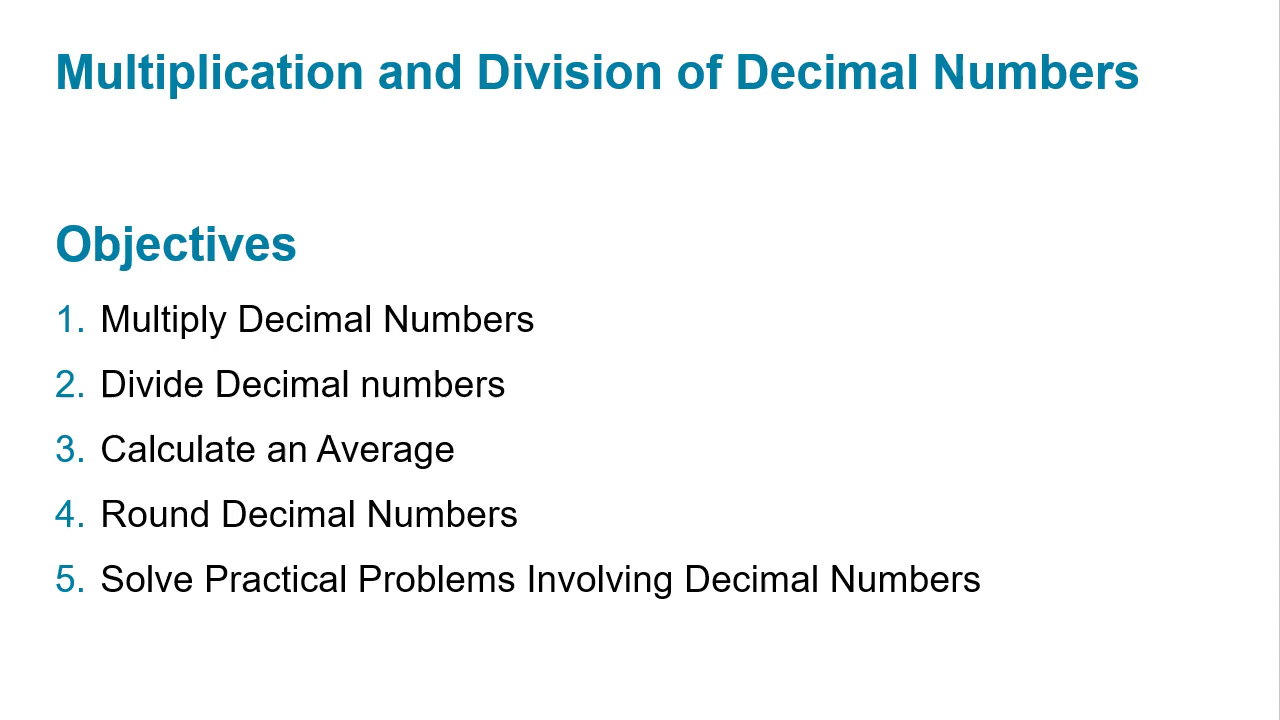 Multiplication and Division of Decimal Numbers
Objectives
1. Multiply Decimal Numbers
2. Divide Decimal numbers
3. Calculate an Average
4. Round Decimal Numbers
5. Solve Practical Problems Involving Decimal Numbers